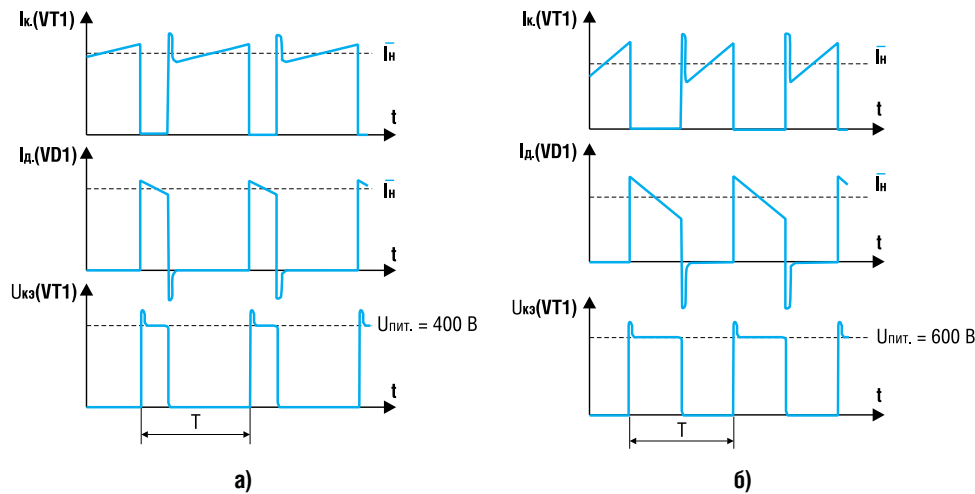 Iк.(VT1)
Iн
t
Iд.(VD1)
Iн
t
Uкэ(VT1)
Uпит. = 400 В
t
T
а)
Iк.(VT1)
Iн
t
Iд.(VD1)
Iн
t
Uкэ(VT1)
Uпит. = 600 В
t
T
б)